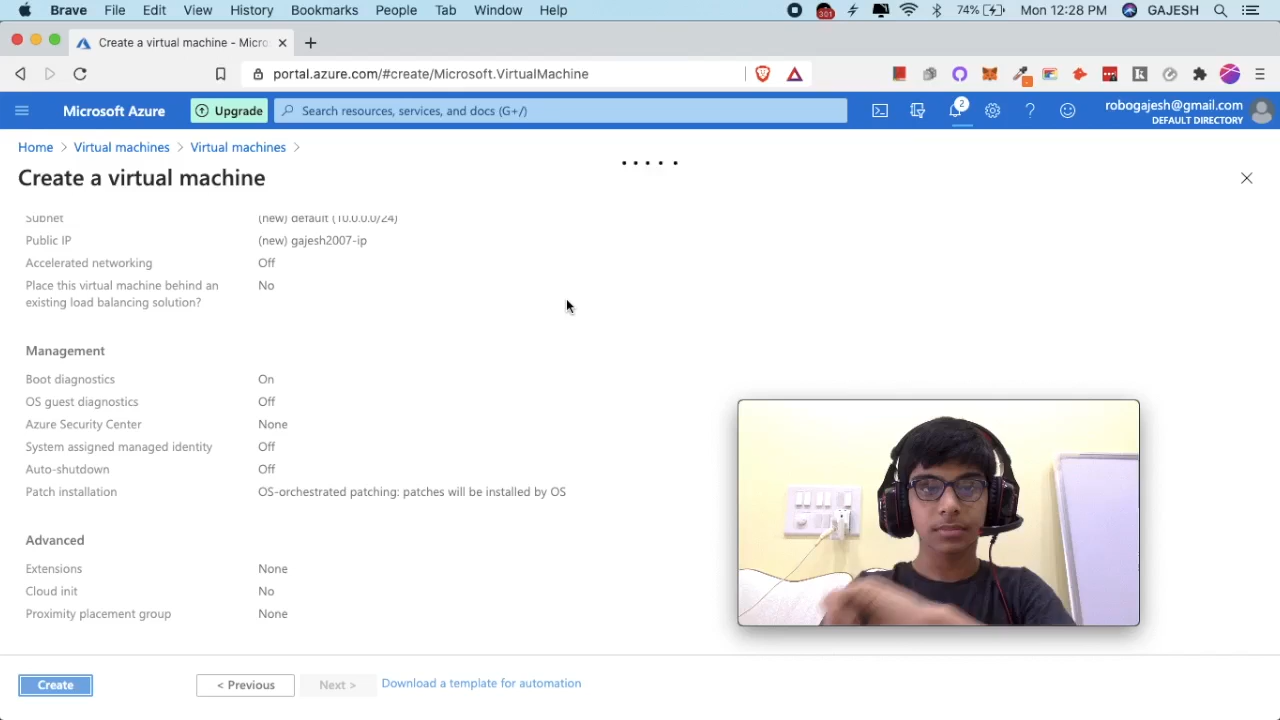 Brave File Edit View History Bookmarks People Tab Window Help 301 74% Mon 12:28 PM GAJESH
Create a virtual machine - Micro
portal.azure.com/#create/Microsoft.VirtualMachine
Microsoft Azure Upgrade Search resources, services, and docs (G+/) 2 robogajesh@gmail.com
DEFAULT DIRECTORY
Home > Virtual machines > Virtual machines >
Create a virtual machine
Subnet (new) default (10.0.0.0/24)
Public IP (new) gajesh2007-ip
Accelerated networking Off
Place this virtual machine behind an No
existing load balancing solution?
Management
Boot diagnostics On
OS guest diagnostics Off
Azure Security Center None
System assigned managed identity Off
Auto-shutdown Off
Patch installation OS-orchestrated patching: patches will be installed by OS
Advanced
Extensions None
Cloud init No
Proximity placement group None
Create < Previous Next > Download a template for automation